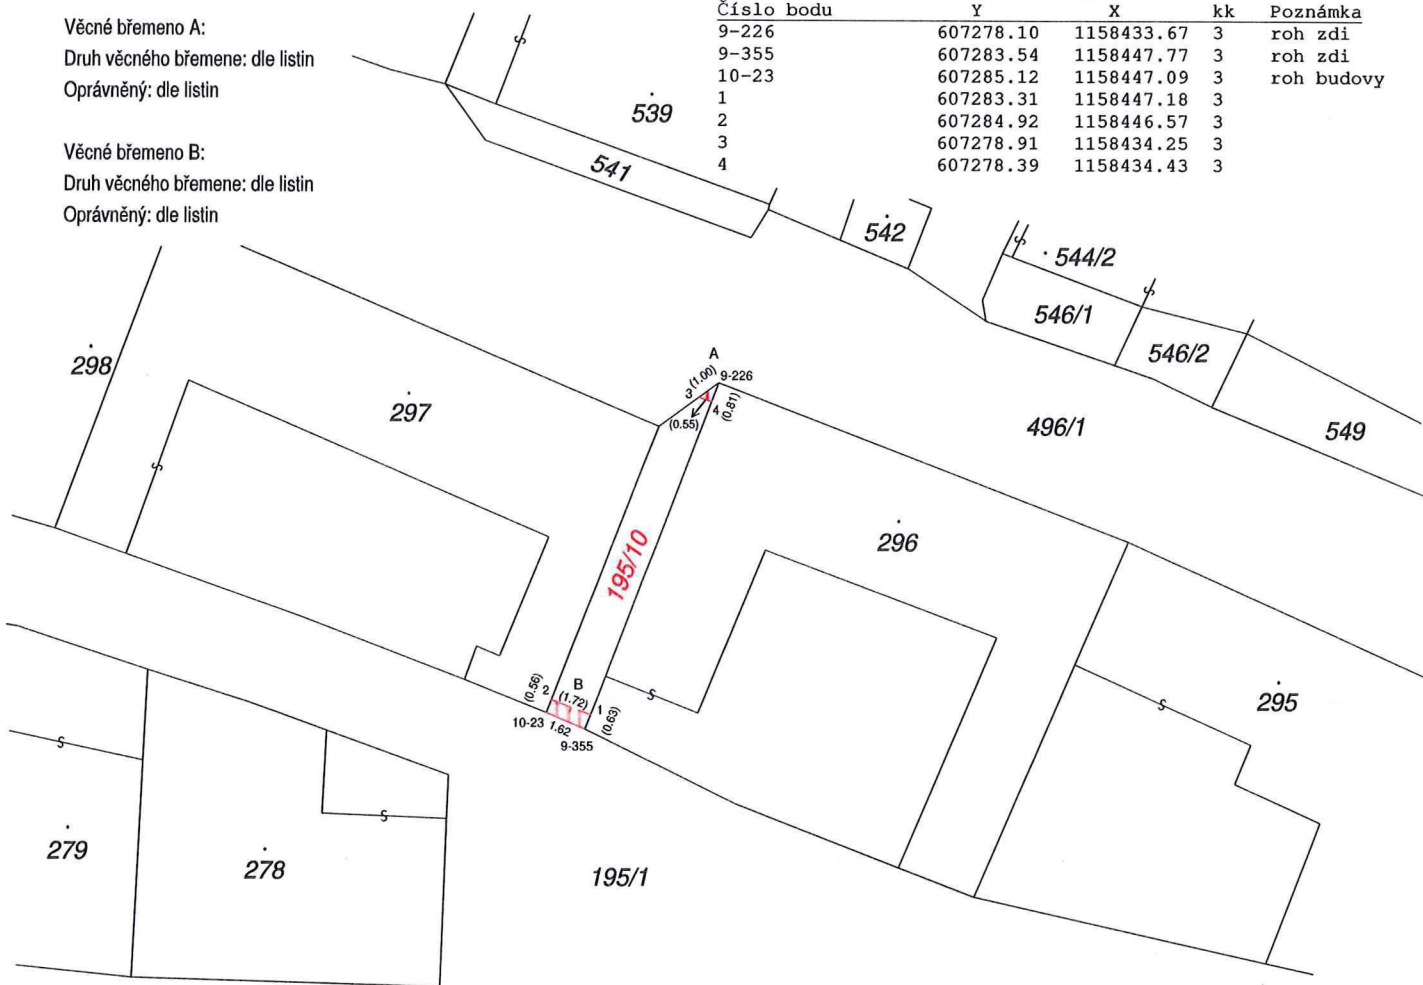 Věcné břemeno A:
Druh věcného břemene: dle listin
Oprávněný: dle listin
Věcné břemeno B:
Druh věcného břemene: dle listin
Oprávněný: dle listin
Číslo bodu Y X kk Poznámka
9-226 607278.10 1158433.67 3 roh zdi
9-355 607283.54 1158447.77 3 roh zdi
10-23 607285.12 1158447.09 3 roh budovy
1 607283.31 1158447.18 3
2 607284.92 1158446.57 3
3 607278.91 1158434.25 3
4 607278.39 1158434.43 3
539
541
542
544/2
546/1
546/2
549
298
297
A
(1.00)
9-226
3
4
(0.81)
(0.55)
496/1
296
195/10
295
(0.56)
2
B
(1.72)
1
(0.63)
10-23
1.62
9-355
279
278
195/1